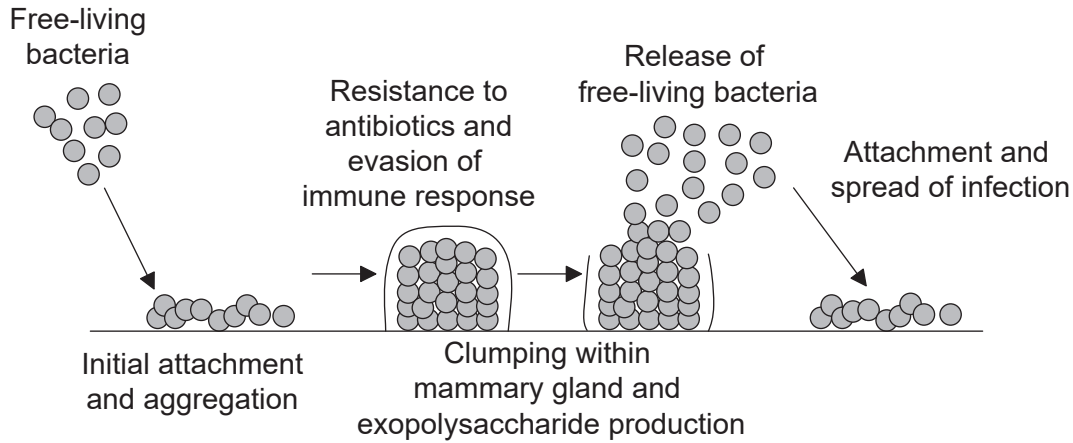 Free-living
bacteria
Resistance to
antibiotics and
evasion of
immune response
Release of
free-living bacteria
Attachment and
spread of infection
Initial attachment
and aggregation
Clumping within
mammary gland and
exopolysaccharide production